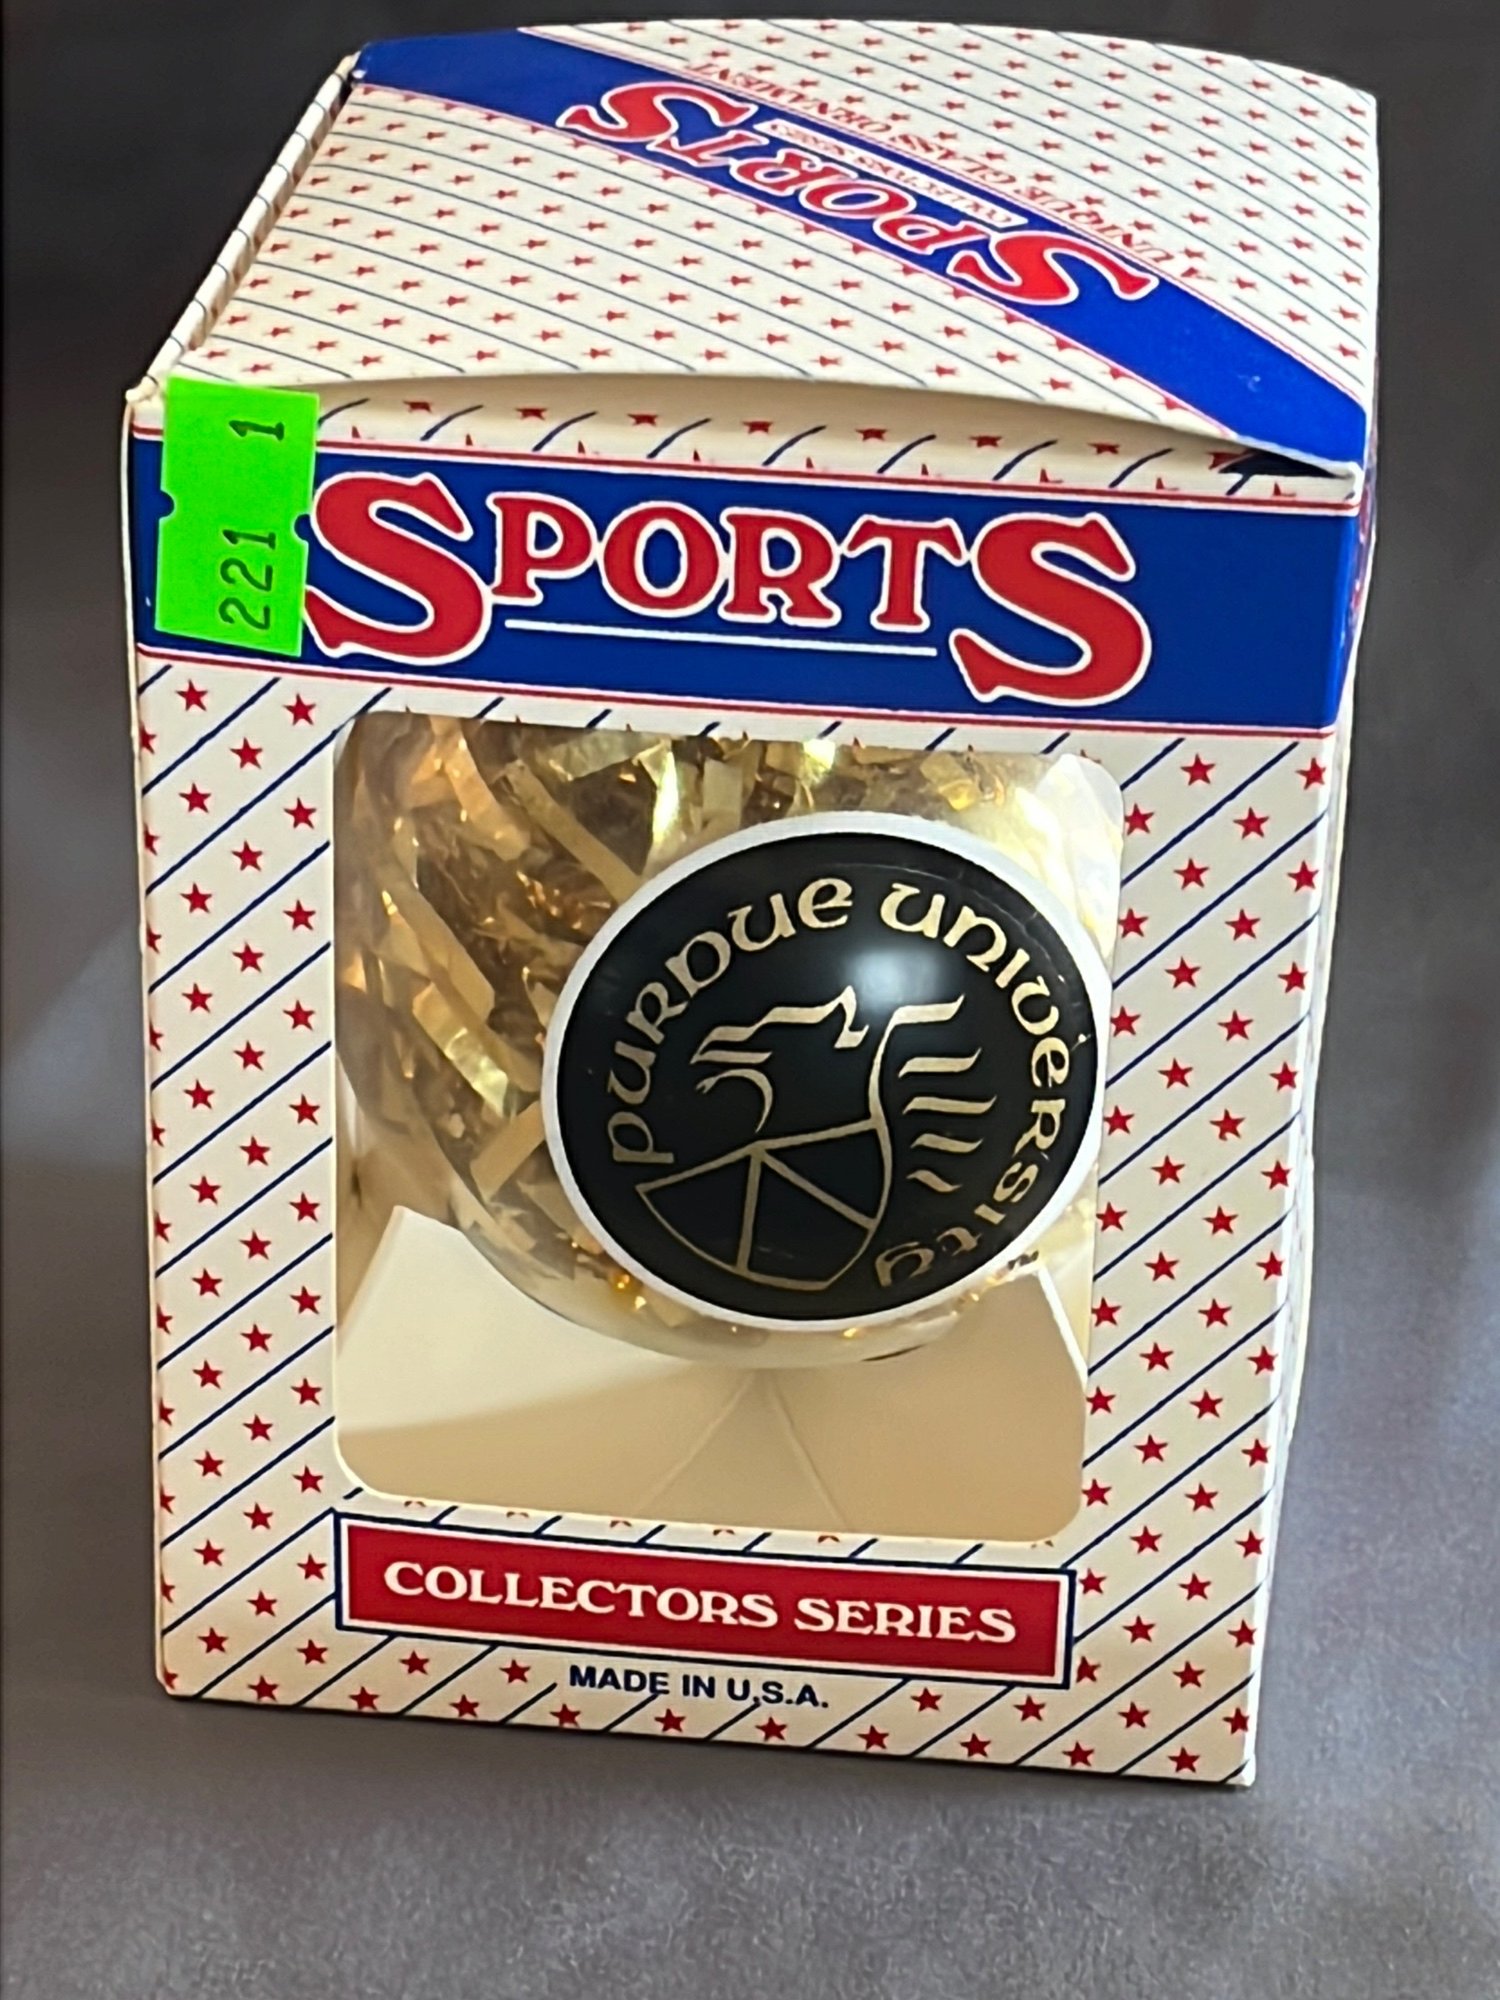 A UNIQUE GLASS ORNAMENT
COLLECTORS SERIES
SPORTS
221 1
SPORTS
PURDUE UNIVERSITY
COLLECTORS SERIES
MADE IN U.S.A.